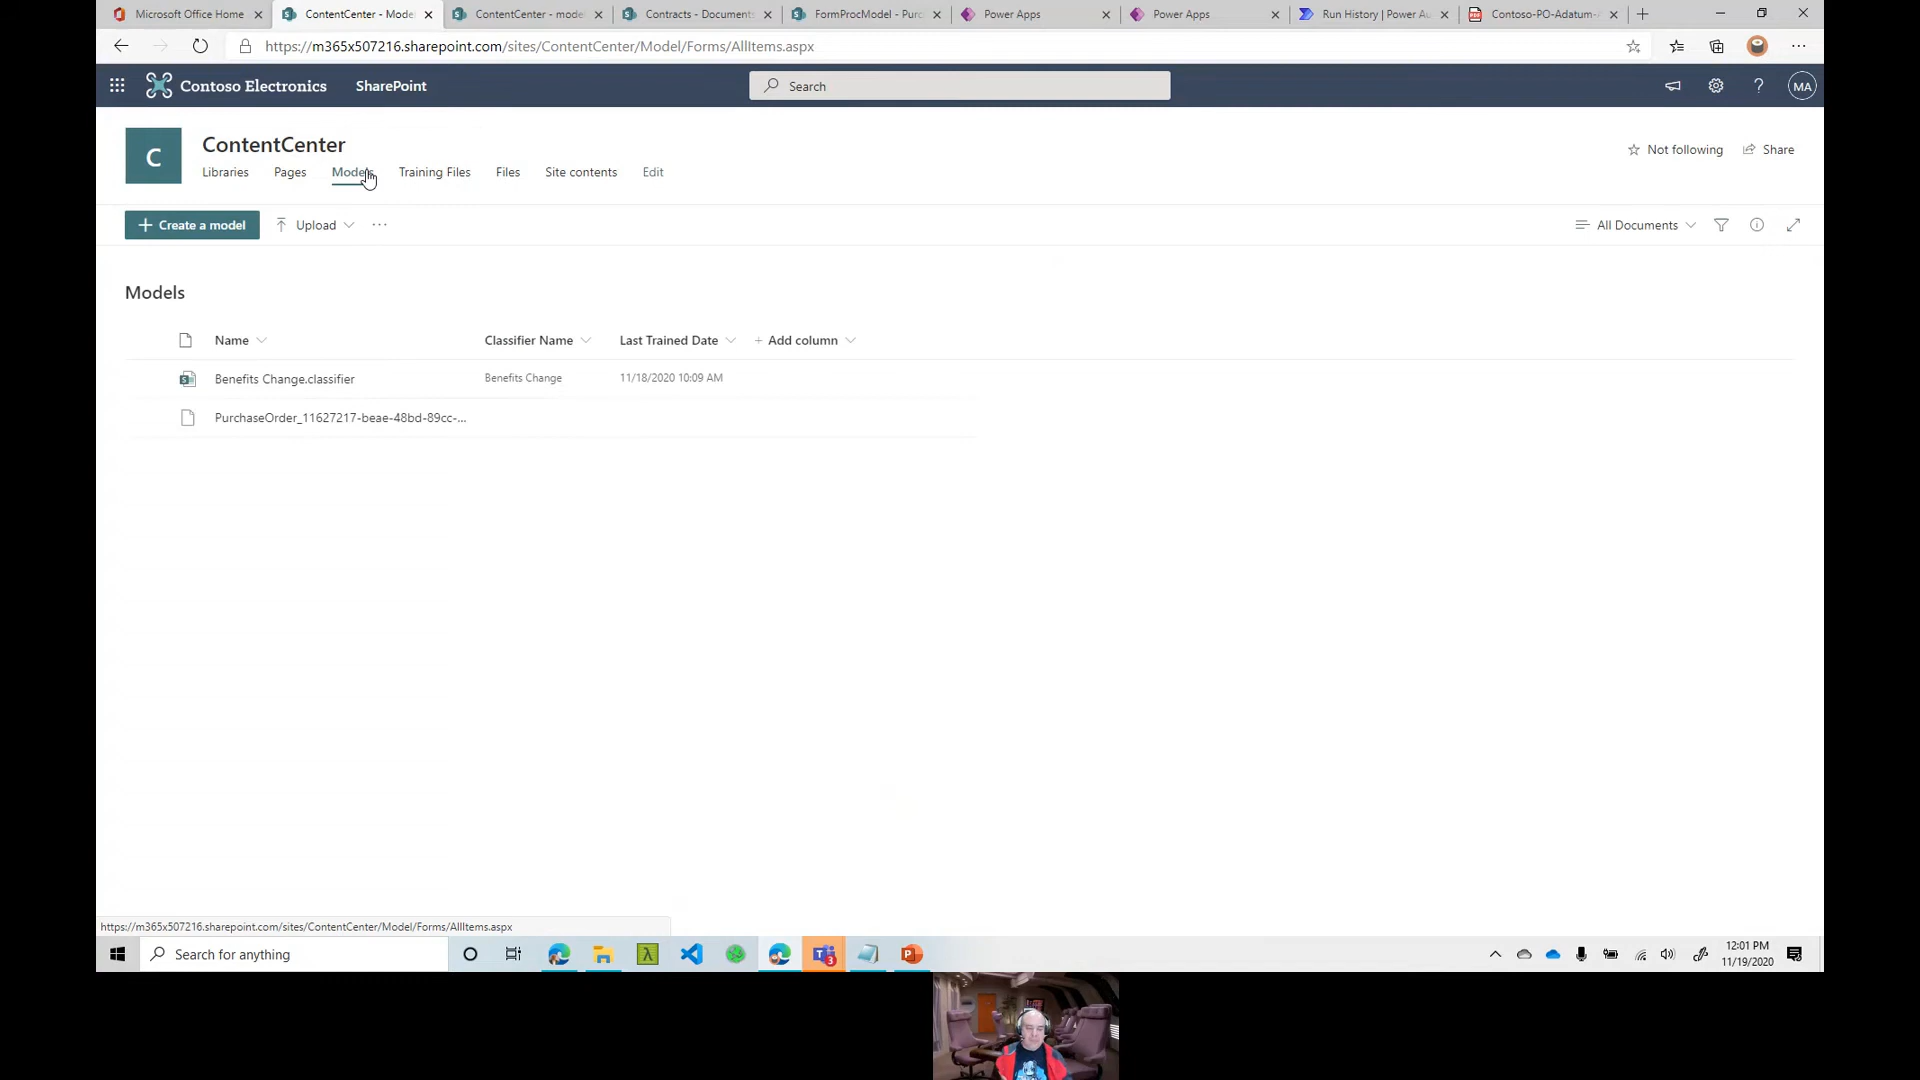 Microsoft Office Home
ContentCenter - Mode
ContentCenter - mode
Contracts - Document
FormProcModel - Purc
Power Apps
Power Apps
Run History | Power Au
Contoso-PO-Adatum-
https://m365x507216.sharepoint.com/sites/ContentCenter/Model/Forms/AllItems.aspx
Contoso Electronics
SharePoint
Search
MA
C
ContentCenter
Not following
Share
Libraries
Pages
Models
Training Files
Files
Site contents
Edit
+ Create a model
Upload
...
All Documents
Models
Name
Classifier Name
Last Trained Date
+ Add column
Benefits Change.classifier
Benefits Change
11/18/2020 10:09 AM
PurchaseOrder_11627217-beae-48bd-89cc-...
https://m365x507216.sharepoint.com/sites/ContentCenter/Model/Forms/AllItems.aspx
Search for anything
12:01 PM
11/19/2020